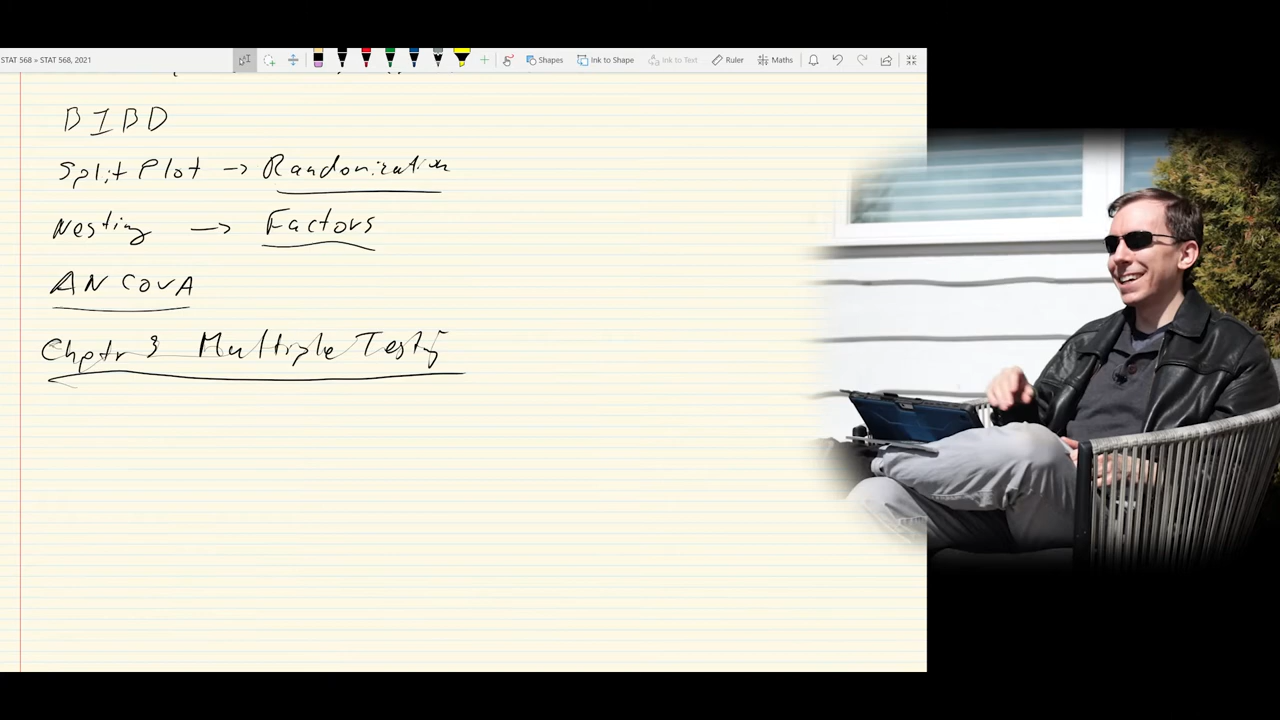 STAT 568 » STAT 568, 2021
Shapes Ink to Shape Ink to Text Ruler Maths
BIBD
Split Plot -> Randomization
Nesting -> Factors
ANCOVA
Chptr 3 Multiple Testing